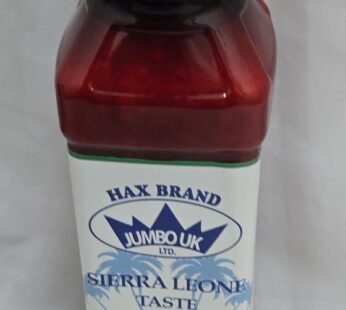 HAX BRAND
JUMBO UK
LTD.
SIERRA LEONE
TASTE